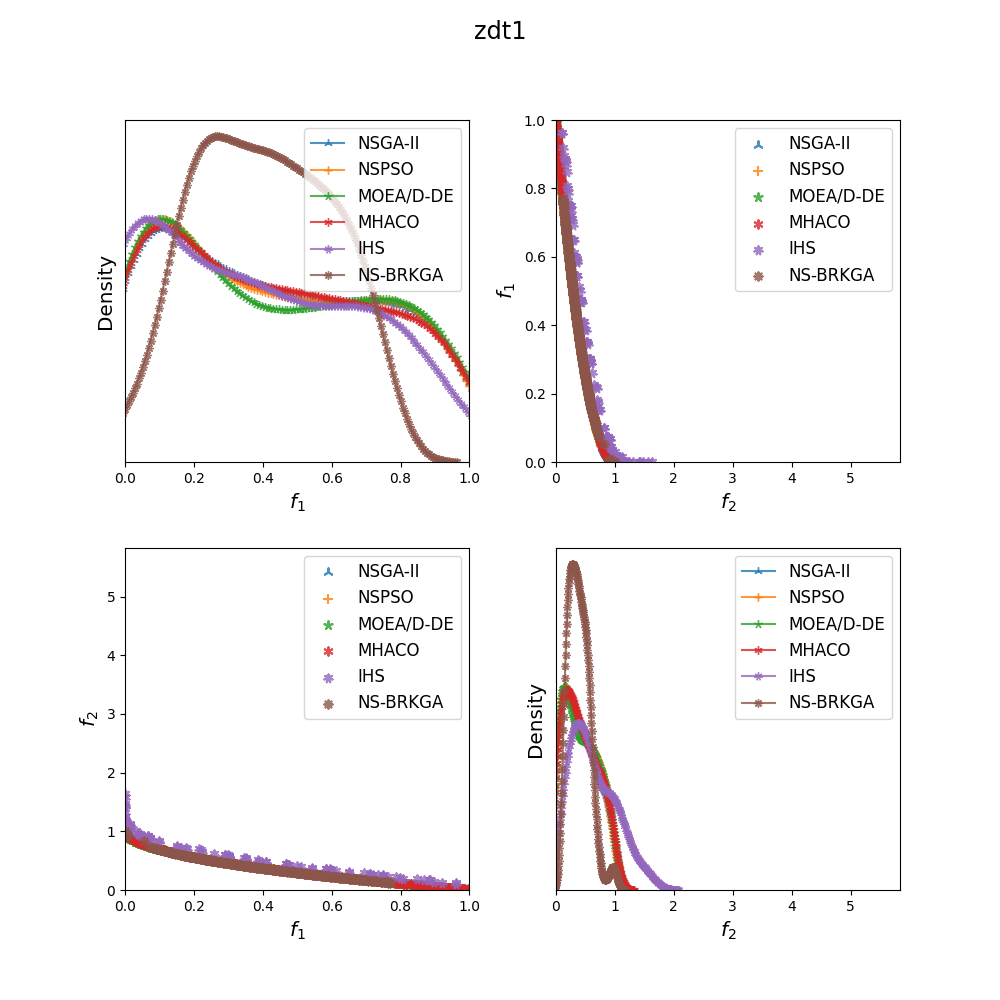 zdt1
Density
NSGA-II
NSPSO
MOEA/D-DE
MHACO
IHS
NS-BRKGA
0.0 0.2 0.4 0.6 0.8 1.0
f1
f1
1.0
0.8
0.6
0.4
0.2
0.0
NSGA-II
NSPSO
MOEA/D-DE
MHACO
IHS
NS-BRKGA
0 1 2 3 4 5
f2
f2
5
4
3
2
1
0
NSGA-II
NSPSO
MOEA/D-DE
MHACO
IHS
NS-BRKGA
0.0 0.2 0.4 0.6 0.8 1.0
f1
Density
NSGA-II
NSPSO
MOEA/D-DE
MHACO
IHS
NS-BRKGA
0 1 2 3 4 5
f2